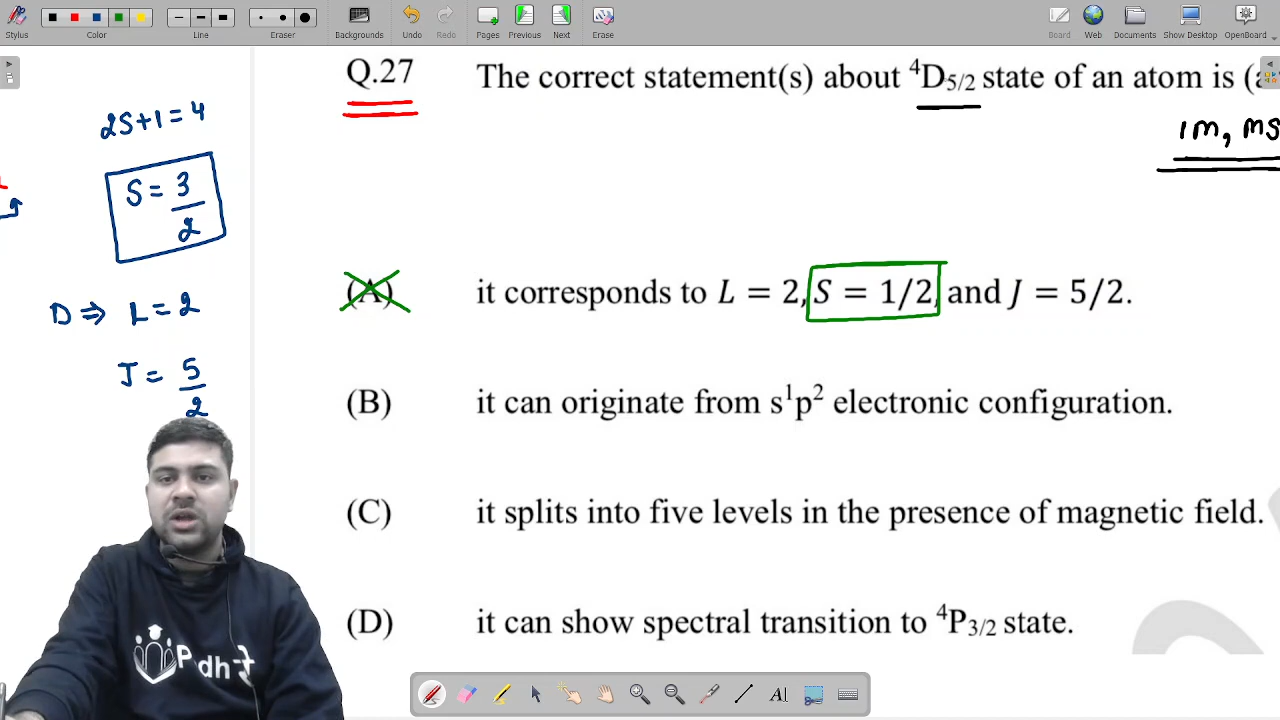 Stylus
Color
Line
Eraser
Backgrounds
Undo
Redo
Pages
Previous
Next
Erase
Board
Web
Documents
Show Desktop
OpenBoard
Q.27 The correct statement(s) about ⁴D₅/₂ state of an atom is (a
1m, ms
2S+1=4
S= 3/2
D ⇒ L=2
J = 5/2
(A) it corresponds to L = 2, S = 1/2, and J = 5/2.
(B) it can originate from s¹p² electronic configuration.
(C) it splits into five levels in the presence of magnetic field.
(D) it can show spectral transition to ⁴P₃/₂ state.
AI